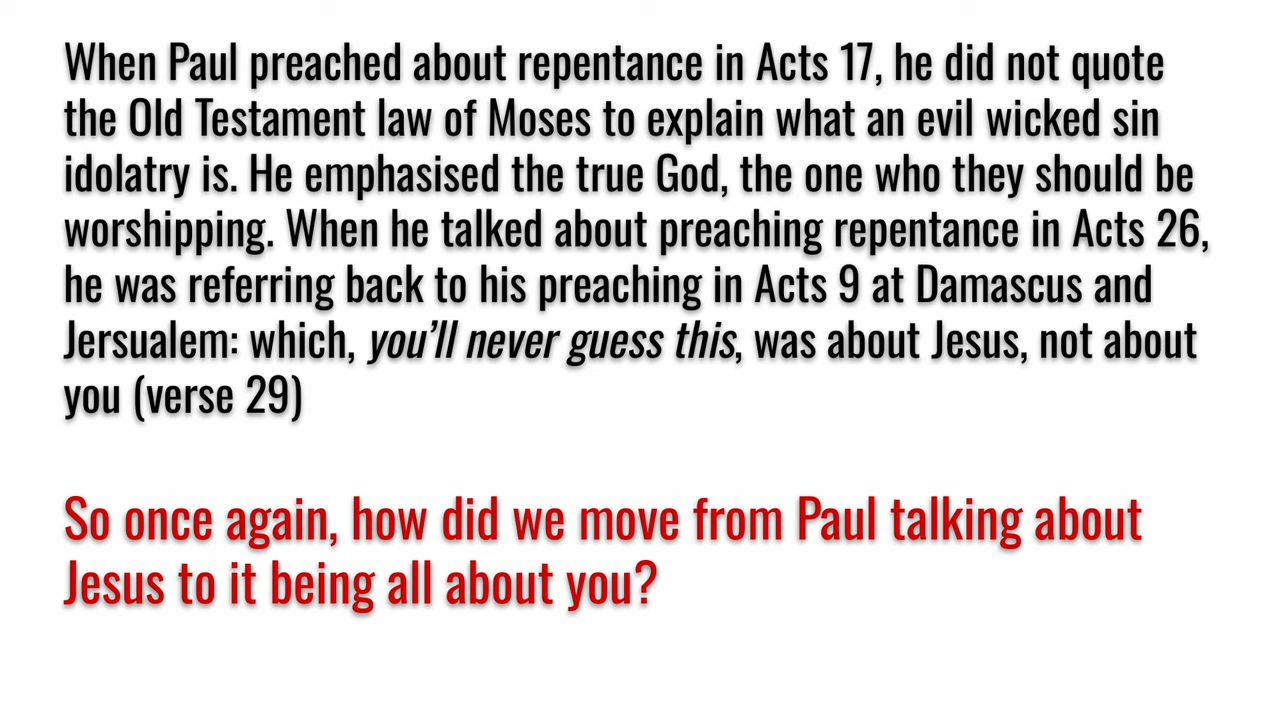 When Paul preached about repentance in Acts 17, he did not quote
the Old Testament law of Moses to explain what an evil wicked sin
idolatry is. He emphasised the true God, the one who they should be
worshipping. When he talked about preaching repentance in Acts 26,
he was referring back to his preaching in Acts 9 at Damascus and
Jersualem: which, you’ll never guess this, was about Jesus, not about
you (verse 29)
So once again, how did we move from Paul talking about
Jesus to it being all about you?